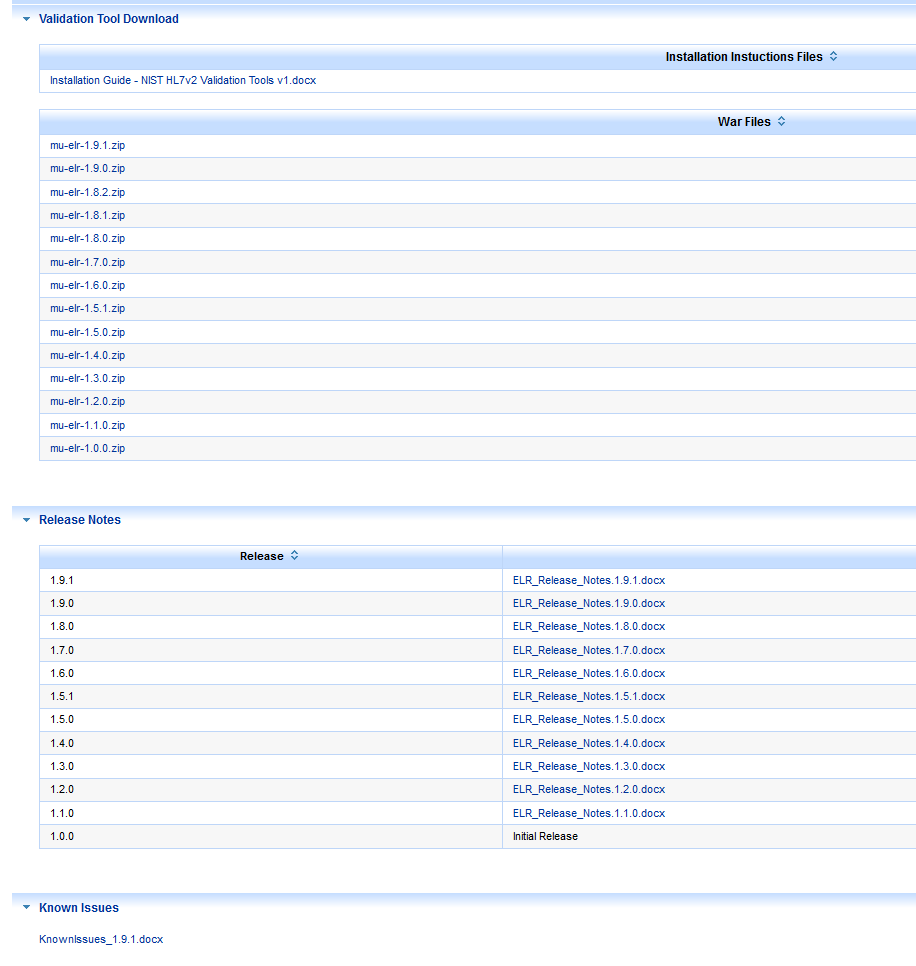 Validation Tool Download
Installation Instuctions Files
Installation Guide - NIST HL7v2 Validation Tools v1.docx
War Files
mu-elr-1.9.1.zip
mu-elr-1.9.0.zip
mu-elr-1.8.2.zip
mu-elr-1.8.1.zip
mu-elr-1.8.0.zip
mu-elr-1.7.0.zip
mu-elr-1.6.0.zip
mu-elr-1.5.1.zip
mu-elr-1.5.0.zip
mu-elr-1.4.0.zip
mu-elr-1.3.0.zip
mu-elr-1.2.0.zip
mu-elr-1.1.0.zip
mu-elr-1.0.0.zip
Release Notes
Release
1.9.1 ELR_Release_Notes.1.9.1.docx
1.9.0 ELR_Release_Notes.1.9.0.docx
1.8.0 ELR_Release_Notes.1.8.0.docx
1.7.0 ELR_Release_Notes.1.7.0.docx
1.6.0 ELR_Release_Notes.1.6.0.docx
1.5.1 ELR_Release_Notes.1.5.1.docx
1.5.0 ELR_Release_Notes.1.5.0.docx
1.4.0 ELR_Release_Notes.1.4.0.docx
1.3.0 ELR_Release_Notes.1.3.0.docx
1.2.0 ELR_Release_Notes.1.2.0.docx
1.1.0 ELR_Release_Notes.1.1.0.docx
1.0.0 Initial Release
Known Issues
KnownIssues_1.9.1.docx